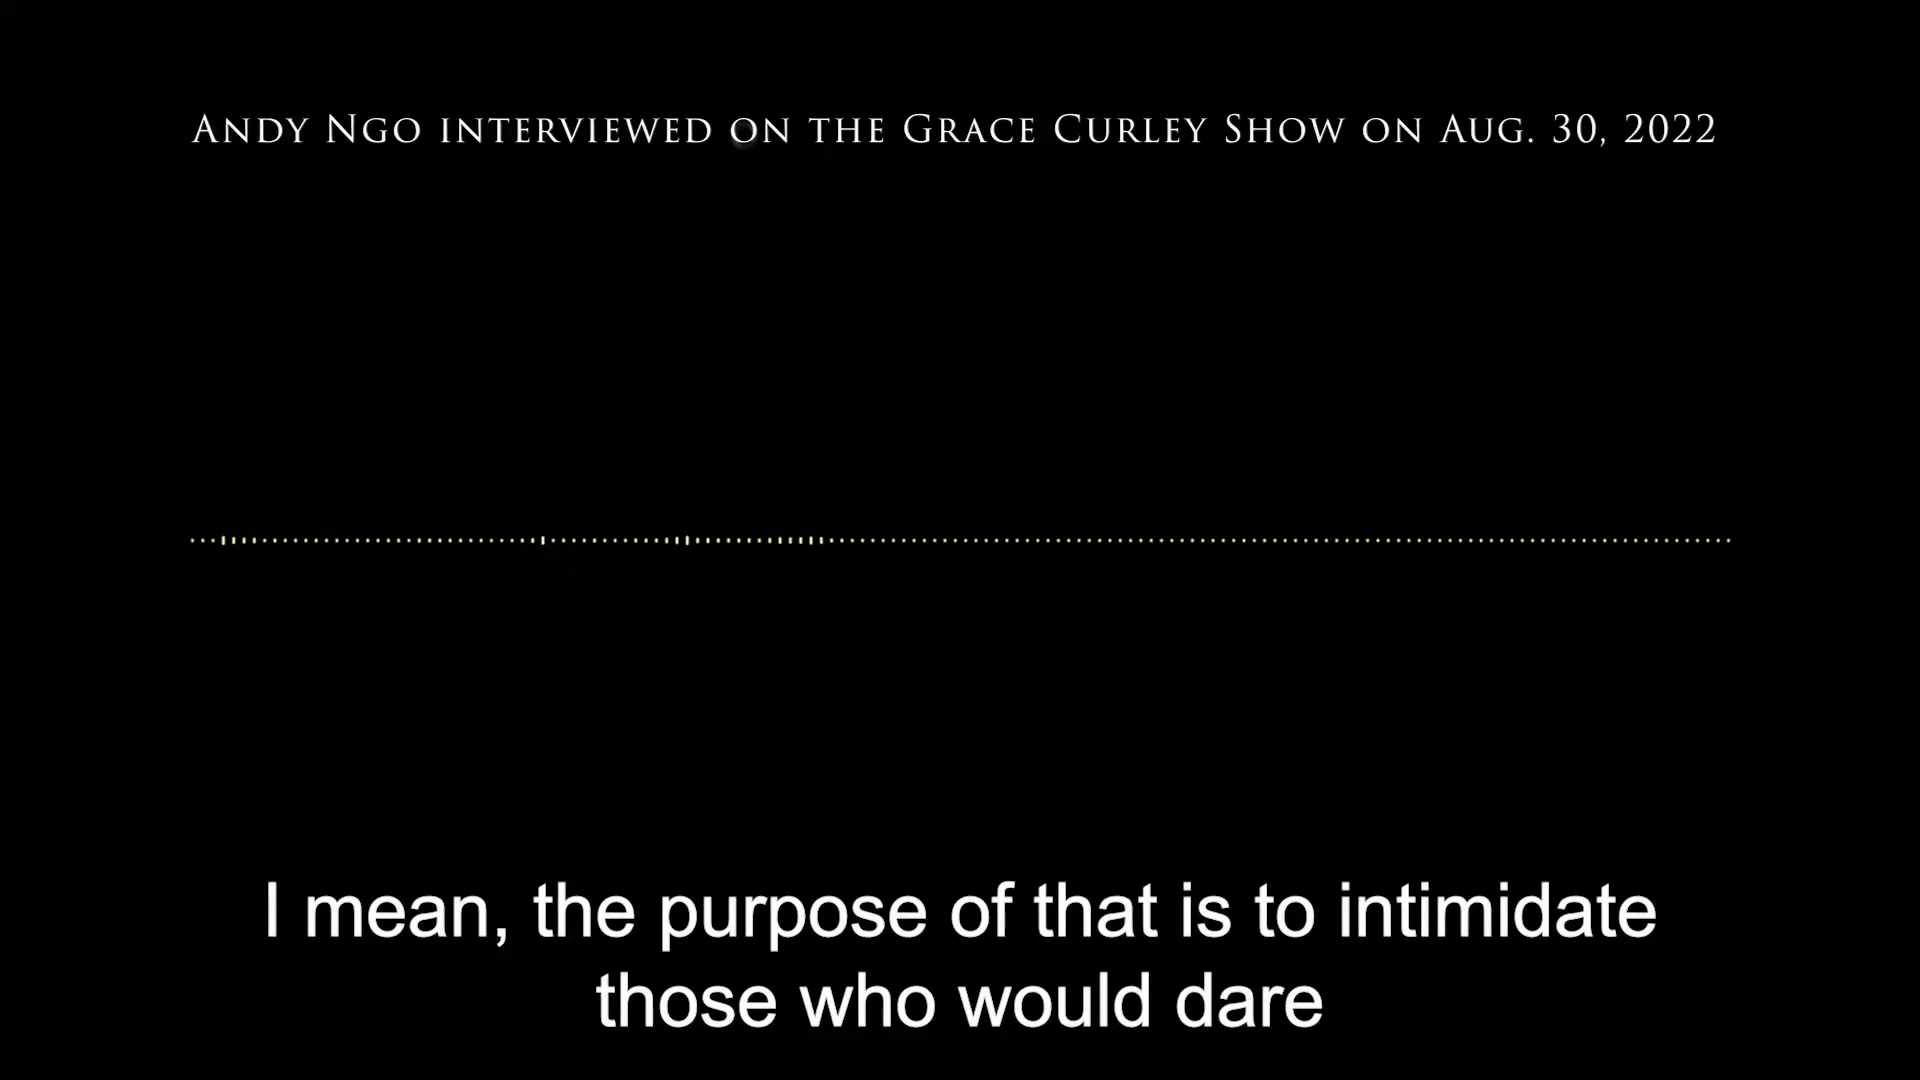 Andy Ngo interviewed on the Grace Curley Show on Aug. 30, 2022
I mean, the purpose of that is to intimidate
those who would dare